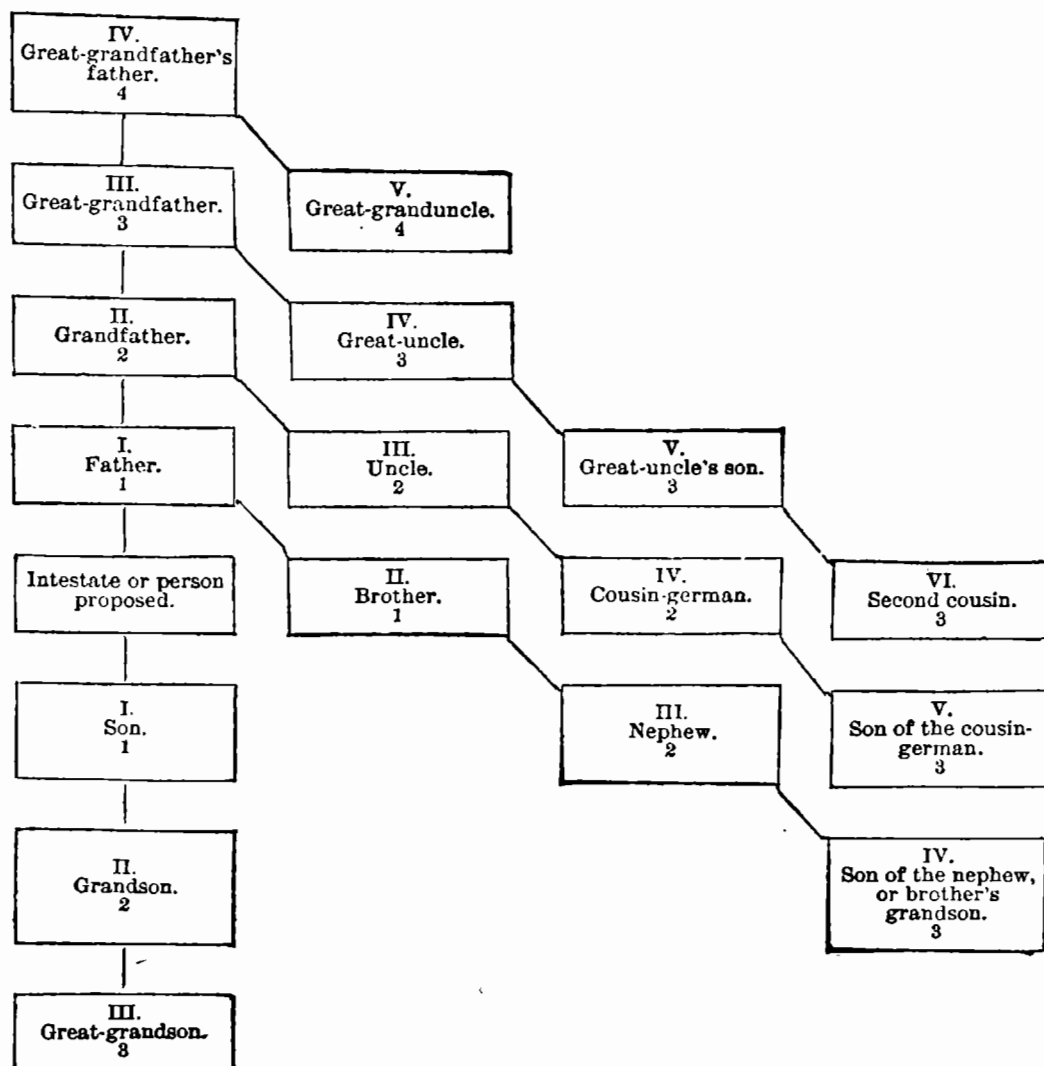 IV.
Great-grandfather's
father.
4
III.
Great-grandfather.
3
V.
Great-granduncle.
4
II.
Grandfather.
2
IV.
Great-uncle.
3
I.
Father.
1
III.
Uncle.
2
V.
Great-uncle's son.
3
Intestate or person
proposed.
II.
Brother.
1
IV.
Cousin-german.
2
VI.
Second cousin.
3
I.
Son.
1
III.
Nephew.
2
V.
Son of the cousin-
german.
3
II.
Grandson.
2
IV.
Son of the nephew,
or brother's
grandson.
3
III.
Great-grandson.
3